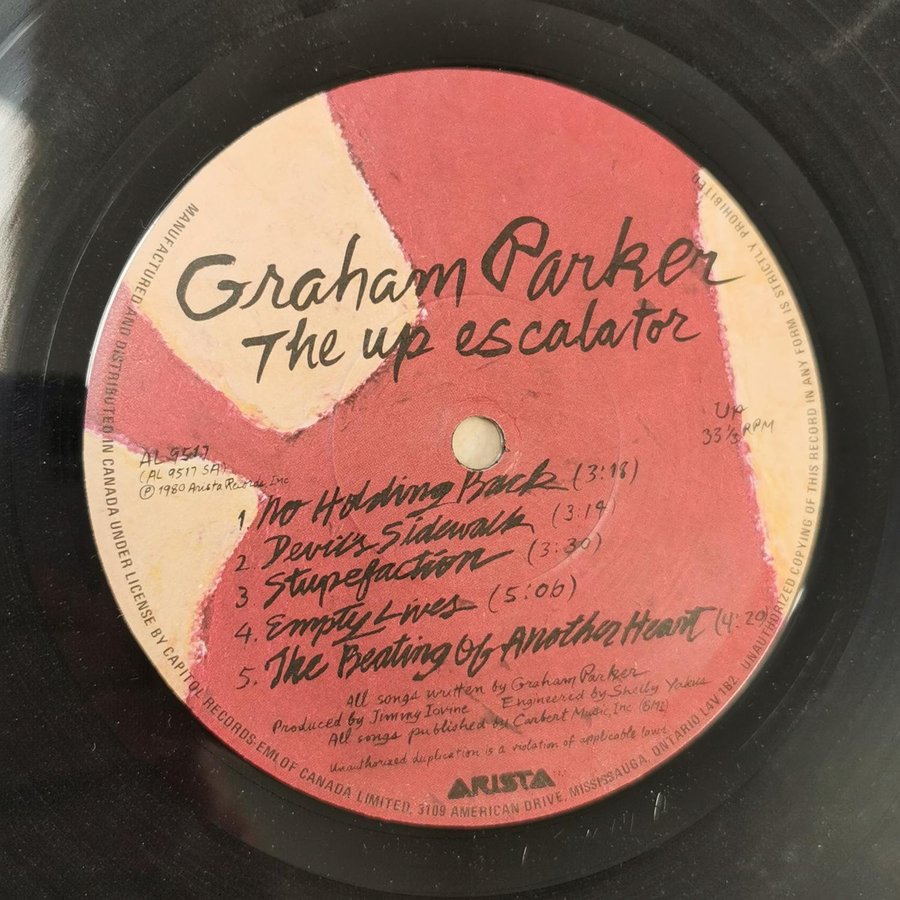 Graham Parker
The up escalator
UP
33 1/3 RPM
AL 9517
(AL 9517 SA)
℗ 1980 Arista Records, Inc
1. No Holding Back (3:18)
2. Devil's Sidewalk (3:14)
3 Stupefaction (3:30)
4. Empty Lives (5:06)
5. The Beating Of Another Heart (4:20)
All songs written by Graham Parker
Produced by Jimmy Iovine Engineered by Shelby Yakus
All songs published by Carbert Music, Inc (BMI)
Unauthorized duplication is a violation of applicable laws
ARISTA
MANUFACTURED AND DISTRIBUTED IN CANADA UNDER LICENSE BY CAPITOL RECORDS-EMI OF CANADA LIMITED, 3109 AMERICAN DRIVE, MISSISSAUGA, ONTARIO L4V 1B2 UNAUTHORIZED COPYING OF THIS RECORD IN ANY FORM IS STRICTLY PROHIBITED